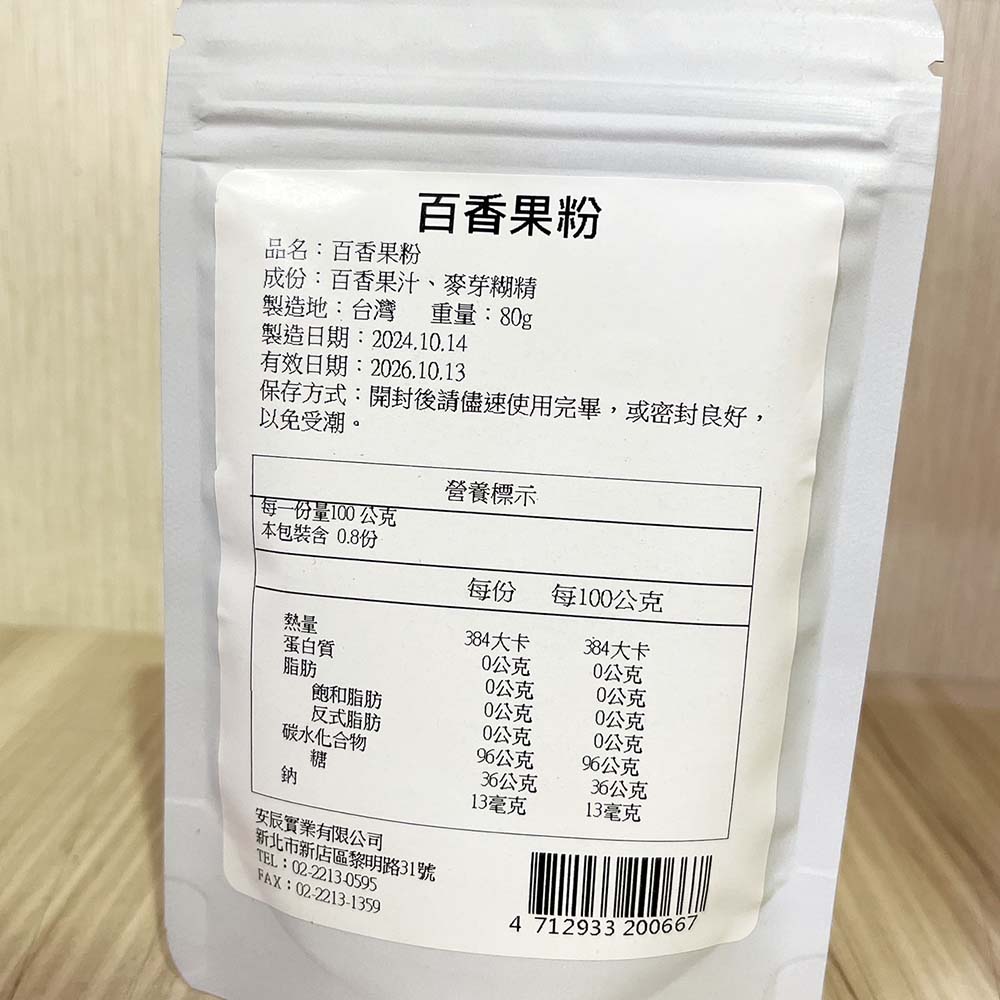 百香果粉
品名：百香果粉
成份：百香果汁、麥芽糊精
製造地：台灣　重量：80g
製造日期：2024.10.14
有效日期：2026.10.13
保存方式：開封後請儘速使用完畢，或密封良好，
以免受潮。
營養標示
每一份量100 公克
本包裝含 0.8份
每份　每100公克
熱量　384大卡　384大卡
蛋白質　0公克　0公克
脂肪　0公克　0公克
飽和脂肪　0公克　0公克
反式脂肪　0公克　0公克
碳水化合物　96公克　96公克
糖　36公克　36公克
鈉　13毫克　13毫克
安辰實業有限公司
新北市新店區黎明路31號
TEL：02-2213-0595
FAX：02-2213-1359
4 712933 200667